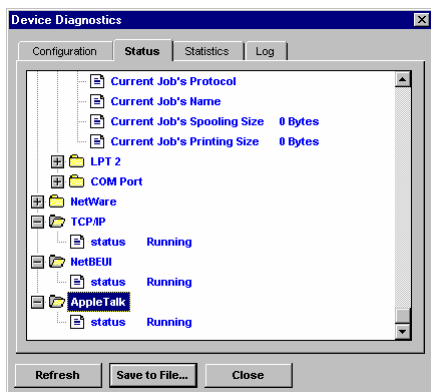 Device Diagnostics
Configuration Status Statistics Log
Current Job's Protocol
Current Job's Name
Current Job's Spooling Size 0 Bytes
Current Job's Printing Size 0 Bytes
LPT 2
COM Port
NetWare
TCP/IP
status Running
NetBEUI
status Running
AppleTalk
status Running
Refresh Save to File... Close